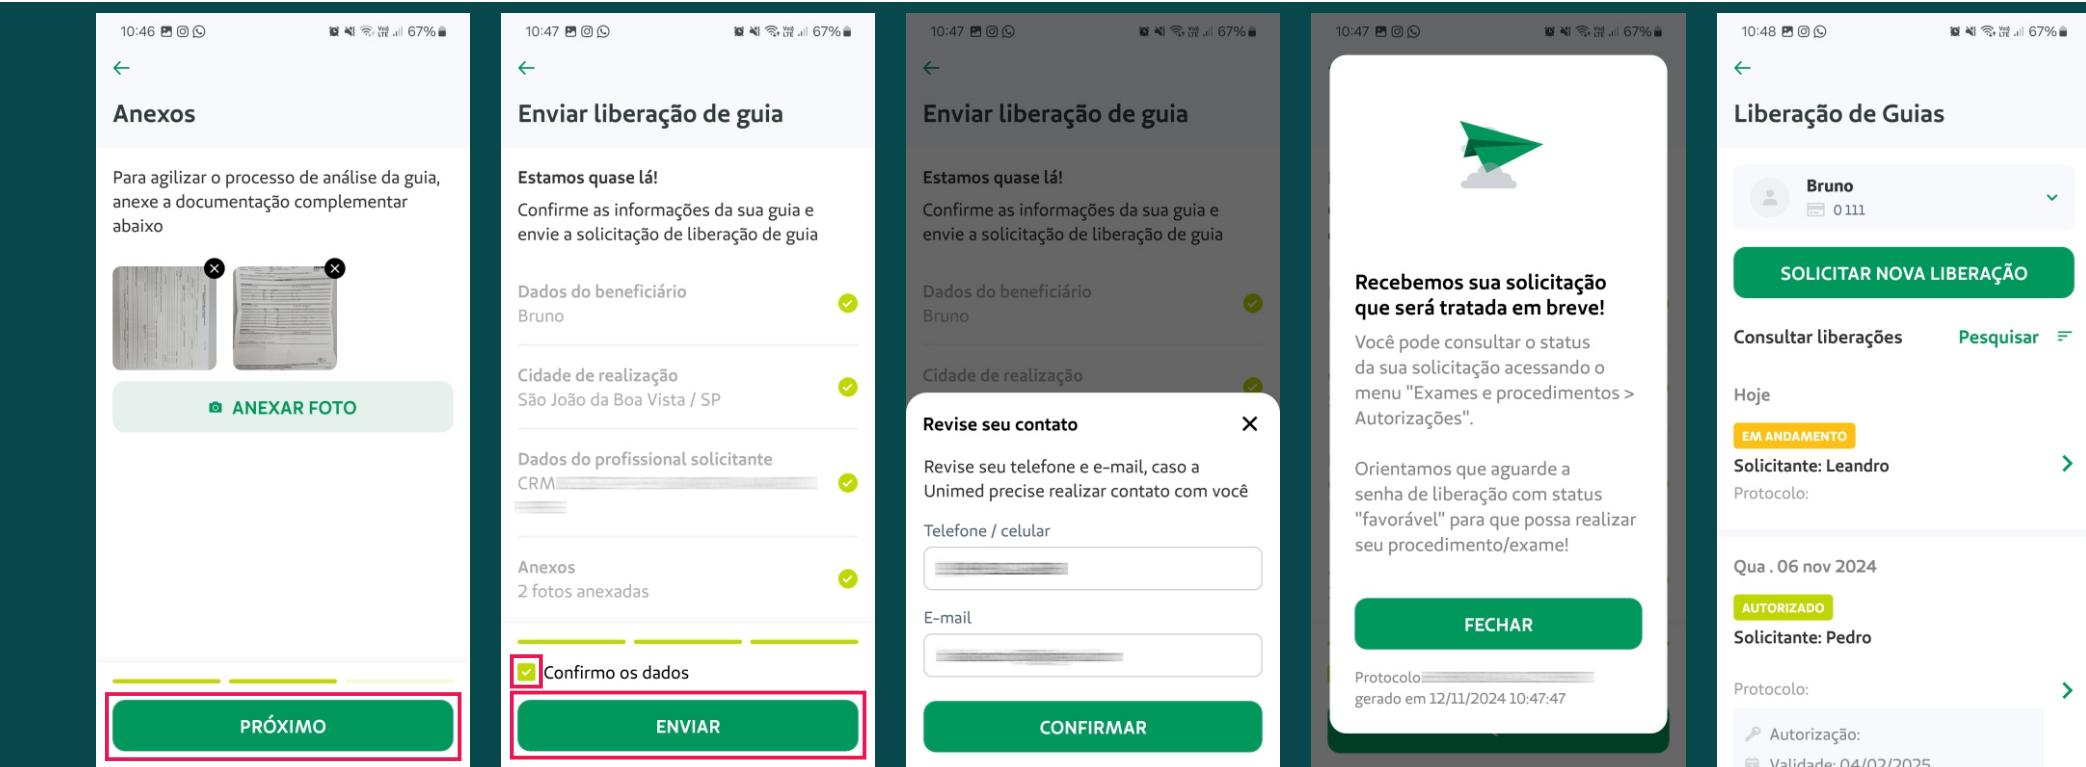 10:46
67%
Anexos
Para agilizar o processo de análise da guia,
anexe a documentação complementar
abaixo
ANEXAR FOTO
PRÓXIMO
10:47
67%
Enviar liberação de guia
Estamos quase lá!
Confirme as informações da sua guia e
envie a solicitação de liberação de guia
Dados do beneficiário
Bruno
Cidade de realização
São João da Boa Vista / SP
Dados do profissional solicitante
CRM
Anexos
2 fotos anexadas
Confirmo os dados
ENVIAR
10:47
67%
Enviar liberação de guia
Estamos quase lá!
Confirme as informações da sua guia e
envie a solicitação de liberação de guia
Dados do beneficiário
Bruno
Cidade de realização
Revise seu contato
Revise seu telefone e e-mail, caso a
Unimed precise realizar contato com você
Telefone / celular
E-mail
CONFIRMAR
10:47
67%
Recebemos sua solicitação
que será tratada em breve!
Você pode consultar o status
da sua solicitação acessando o
menu "Exames e procedimentos >
Autorizações".
Orientamos que aguarde a
senha de liberação com status
"favorável" para que possa realizar
seu procedimento/exame!
FECHAR
Protocolo
gerado em 12/11/2024 10:47:47
10:48
67%
Liberação de Guias
Bruno
0 111
SOLICITAR NOVA LIBERAÇÃO
Consultar liberações Pesquisar
Hoje
EM ANDAMENTO
Solicitante: Leandro
Protocolo:
Qua . 06 nov 2024
AUTORIZADO
Solicitante: Pedro
Protocolo:
Autorização:
Validade: 04/02/2025